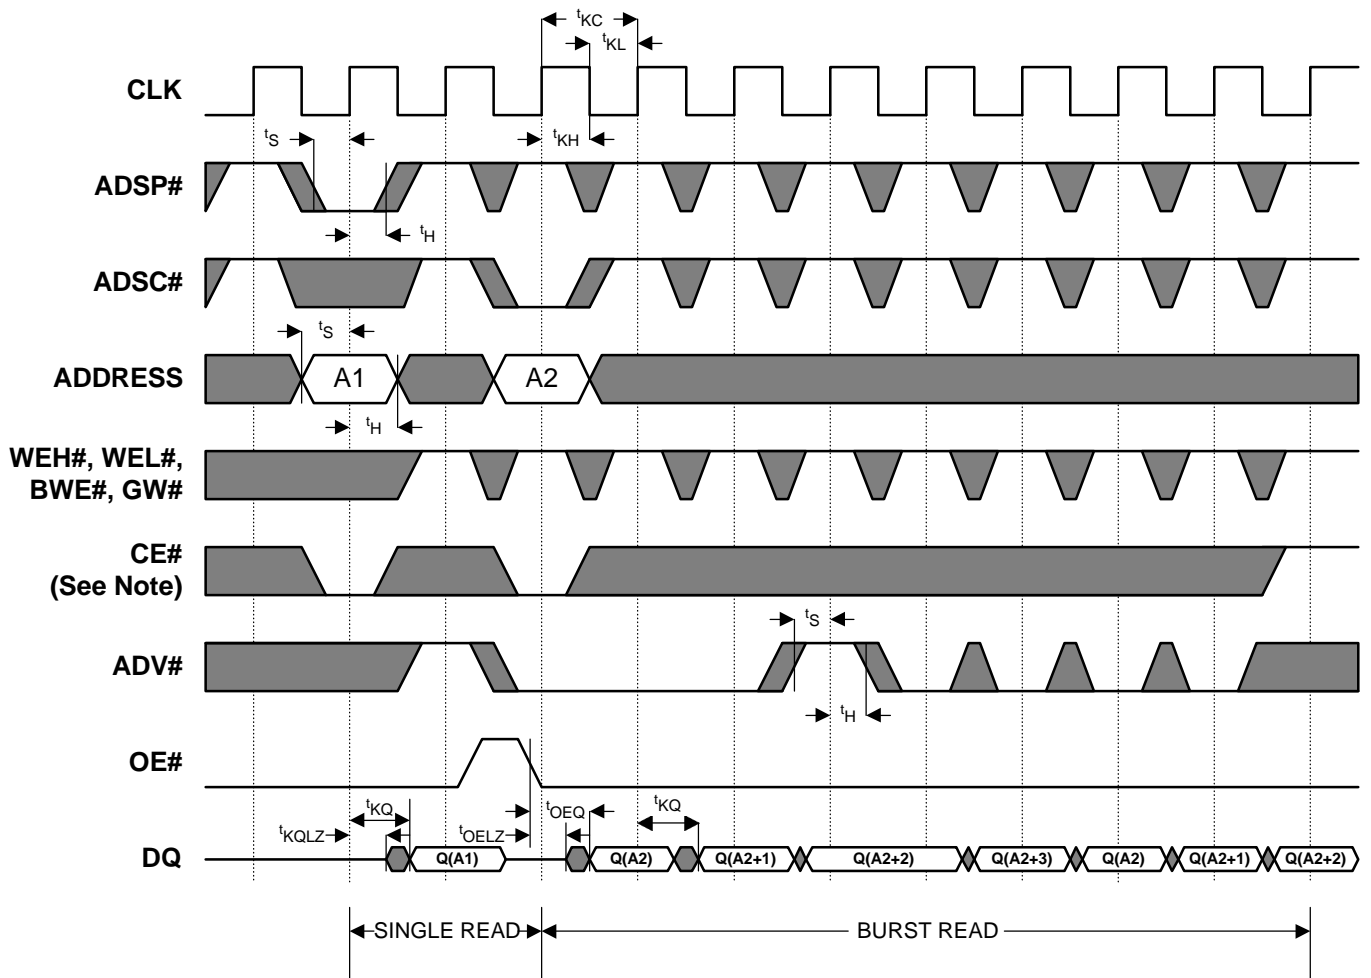 tKC
tKL
CLK
tS
tKH
ADSP#
tH
ADSC#
tS
ADDRESS A1 A2
tH
WEH#, WEL#,
BWE#, GW#
CE#
(See Note)
tS
ADV#
tH
OE#
tKQ tOEQ tKQ
tKQLZ tOELZ
DQ Q(A1) Q(A2) Q(A2+1) Q(A2+2) Q(A2+3) Q(A2) Q(A2+1) Q(A2+2)
SINGLE READ BURST READ